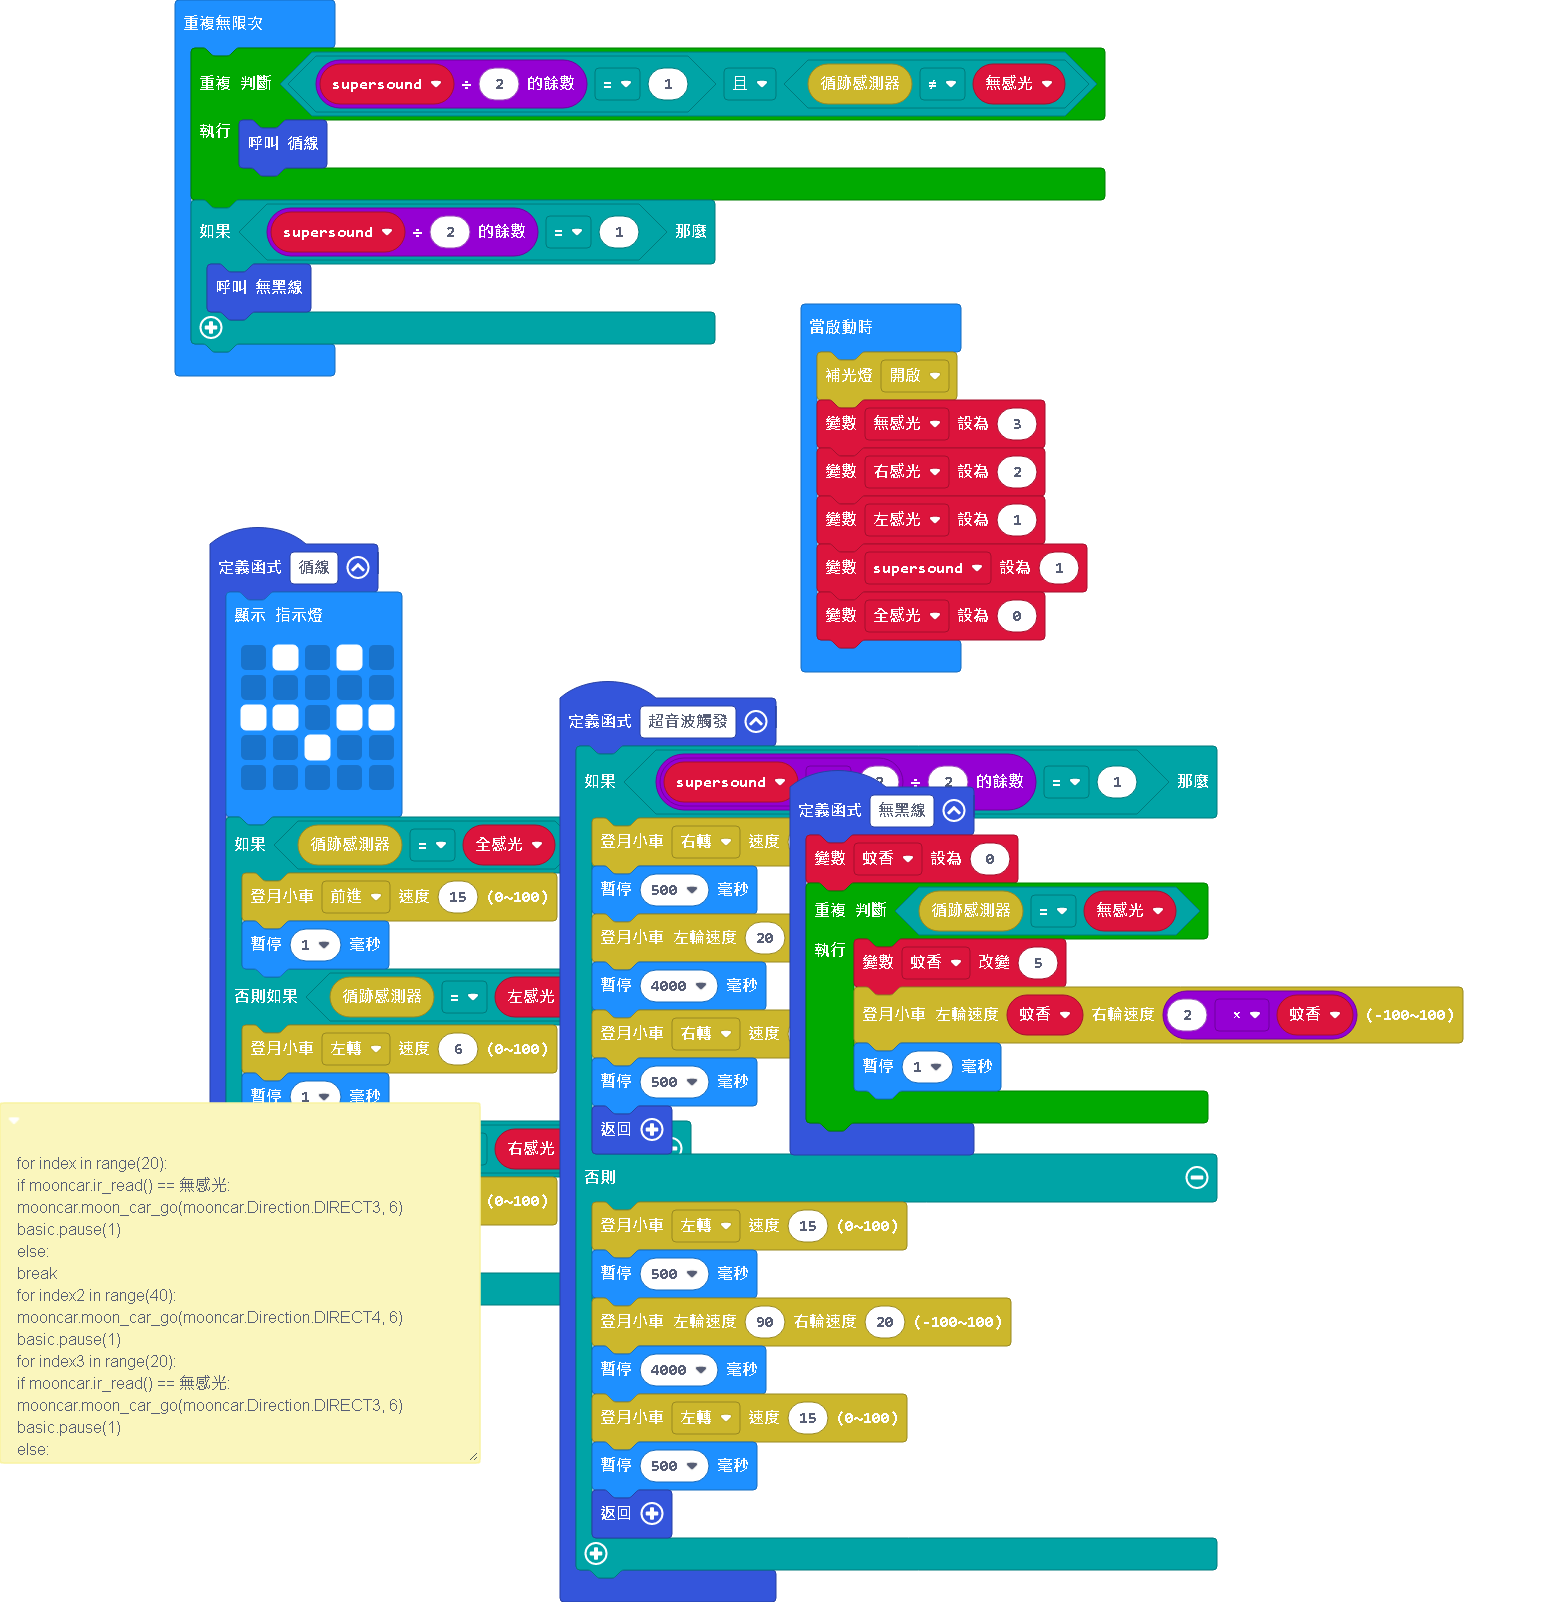 重複無限次
重複 判斷 supersound ÷ 2 的餘數 = 1 且 循跡感測器 ≠ 無感光
執行
呼叫 循線
如果 supersound ÷ 2 的餘數 = 1 那麼
呼叫 無黑線
當啟動時
補光燈 開啟
變數 無感光 設為 3
變數 右感光 設為 2
變數 左感光 設為 1
變數 supersound 設為 1
變數 全感光 設為 0
定義函式 循線
顯示 指示燈
如果 循跡感測器 = 全感光
登月小車 前進 速度 15 (0~100)
暫停 1 毫秒
否則如果 循跡感測器 = 左感光
登月小車 左轉 速度 6 (0~100)
暫停 1 毫秒
右感光
(0~100)
for index in range(20):
if mooncar.ir_read() == 無感光:
mooncar.moon_car_go(mooncar.Direction.DIRECT3, 6)
basic.pause(1)
else:
break
for index2 in range(40):
mooncar.moon_car_go(mooncar.Direction.DIRECT4, 6)
basic.pause(1)
for index3 in range(20):
if mooncar.ir_read() == 無感光:
mooncar.moon_car_go(mooncar.Direction.DIRECT3, 6)
basic.pause(1)
else:
定義函式 超音波觸發
如果 supersound ÷ 2 的餘數 = 1 那麼
登月小車 右轉 速度
暫停 500 毫秒
登月小車 左輪速度 20
暫停 4000 毫秒
登月小車 右轉 速度
暫停 500 毫秒
返回
否則
登月小車 左轉 速度 15 (0~100)
暫停 500 毫秒
登月小車 左輪速度 90 右輪速度 20 (-100~100)
暫停 4000 毫秒
登月小車 左轉 速度 15 (0~100)
暫停 500 毫秒
返回
定義函式 無黑線
變數 蚊香 設為 0
重複 判斷 循跡感測器 = 無感光
執行
變數 蚊香 改變 5
登月小車 左輪速度 蚊香 右輪速度 2 × 蚊香 (-100~100)
暫停 1 毫秒